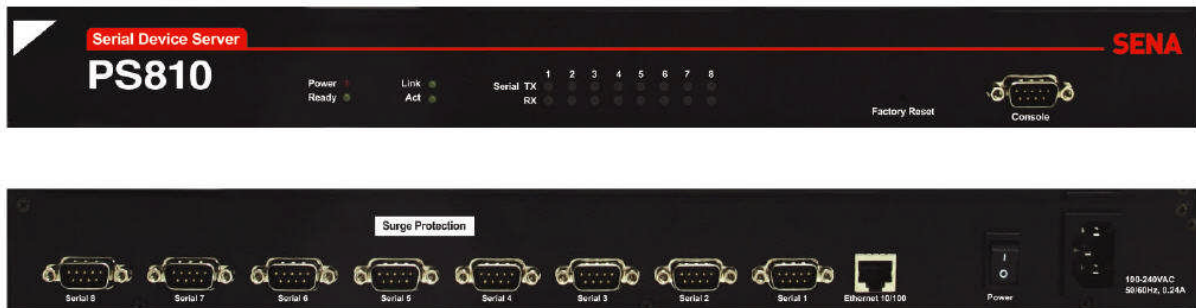 Serial Device Server
SENA
PS810
Power
Ready
Link
Act
Serial TX
RX
1 2 3 4 5 6 7 8
Factory Reset
Console
Surge Protection
Serial 8
Serial 7
Serial 6
Serial 5
Serial 4
Serial 3
Serial 2
Serial 1
Ethernet 10/100
Power
100-240VAC
50/60Hz, 0.24A